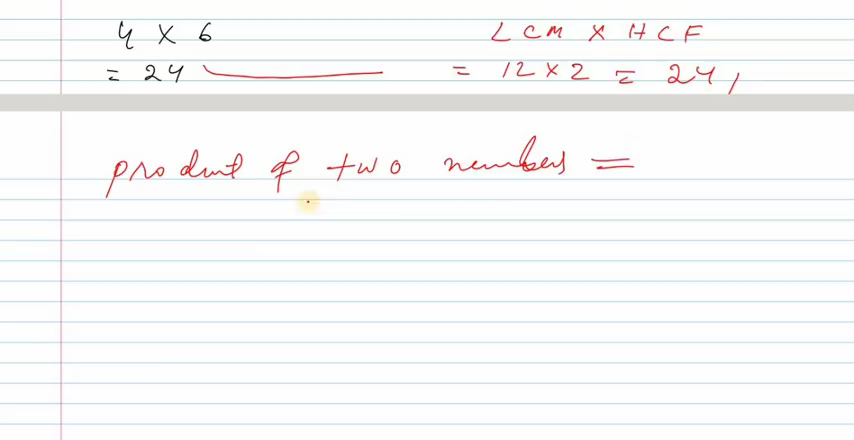 4 × 6 LCM × HCF
= 24 = 12 × 2 = 24,
product of two numbers =